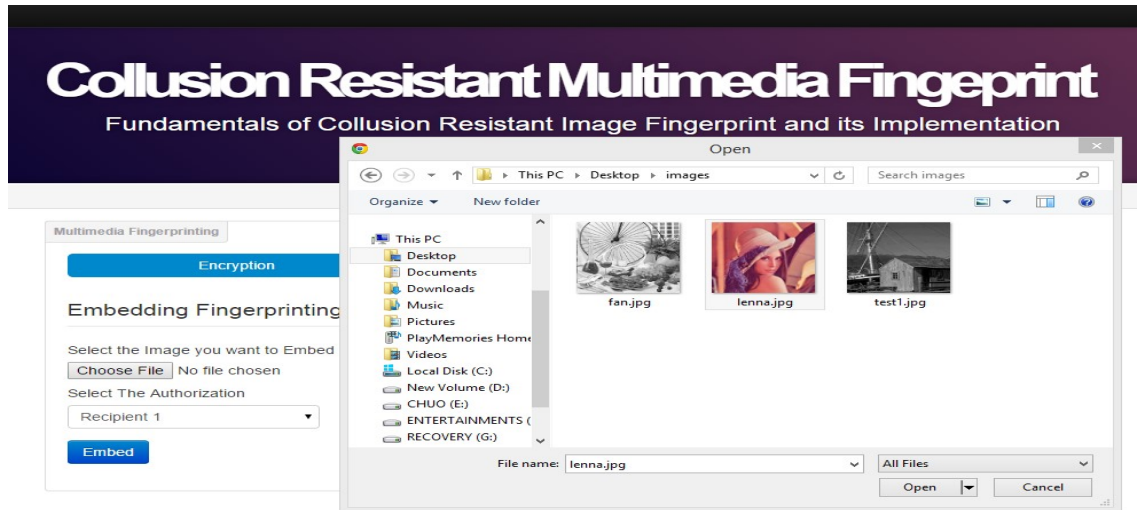 Collusion Resistant Multimedia Fingeprint
Fundamentals of Collusion Resistant Image Fingerprint and its Implementation
Open
This PC Desktop images
Search images
Organize New folder
Multimedia Fingerprinting
Encryption
Embedding Fingerprinting
Select the Image you want to Embed
Choose File No file chosen
Select The Authorization
Recipient 1
Embed
This PC
Desktop
Documents
Downloads
Music
Pictures
PlayMemories Home
Videos
Local Disk (C:)
New Volume (D:)
CHUO (E:)
ENTERTAINMENTS (
RECOVERY (G:)
fan.jpg
lenna.jpg
test1.jpg
File name: lenna.jpg
All Files
Open
Cancel